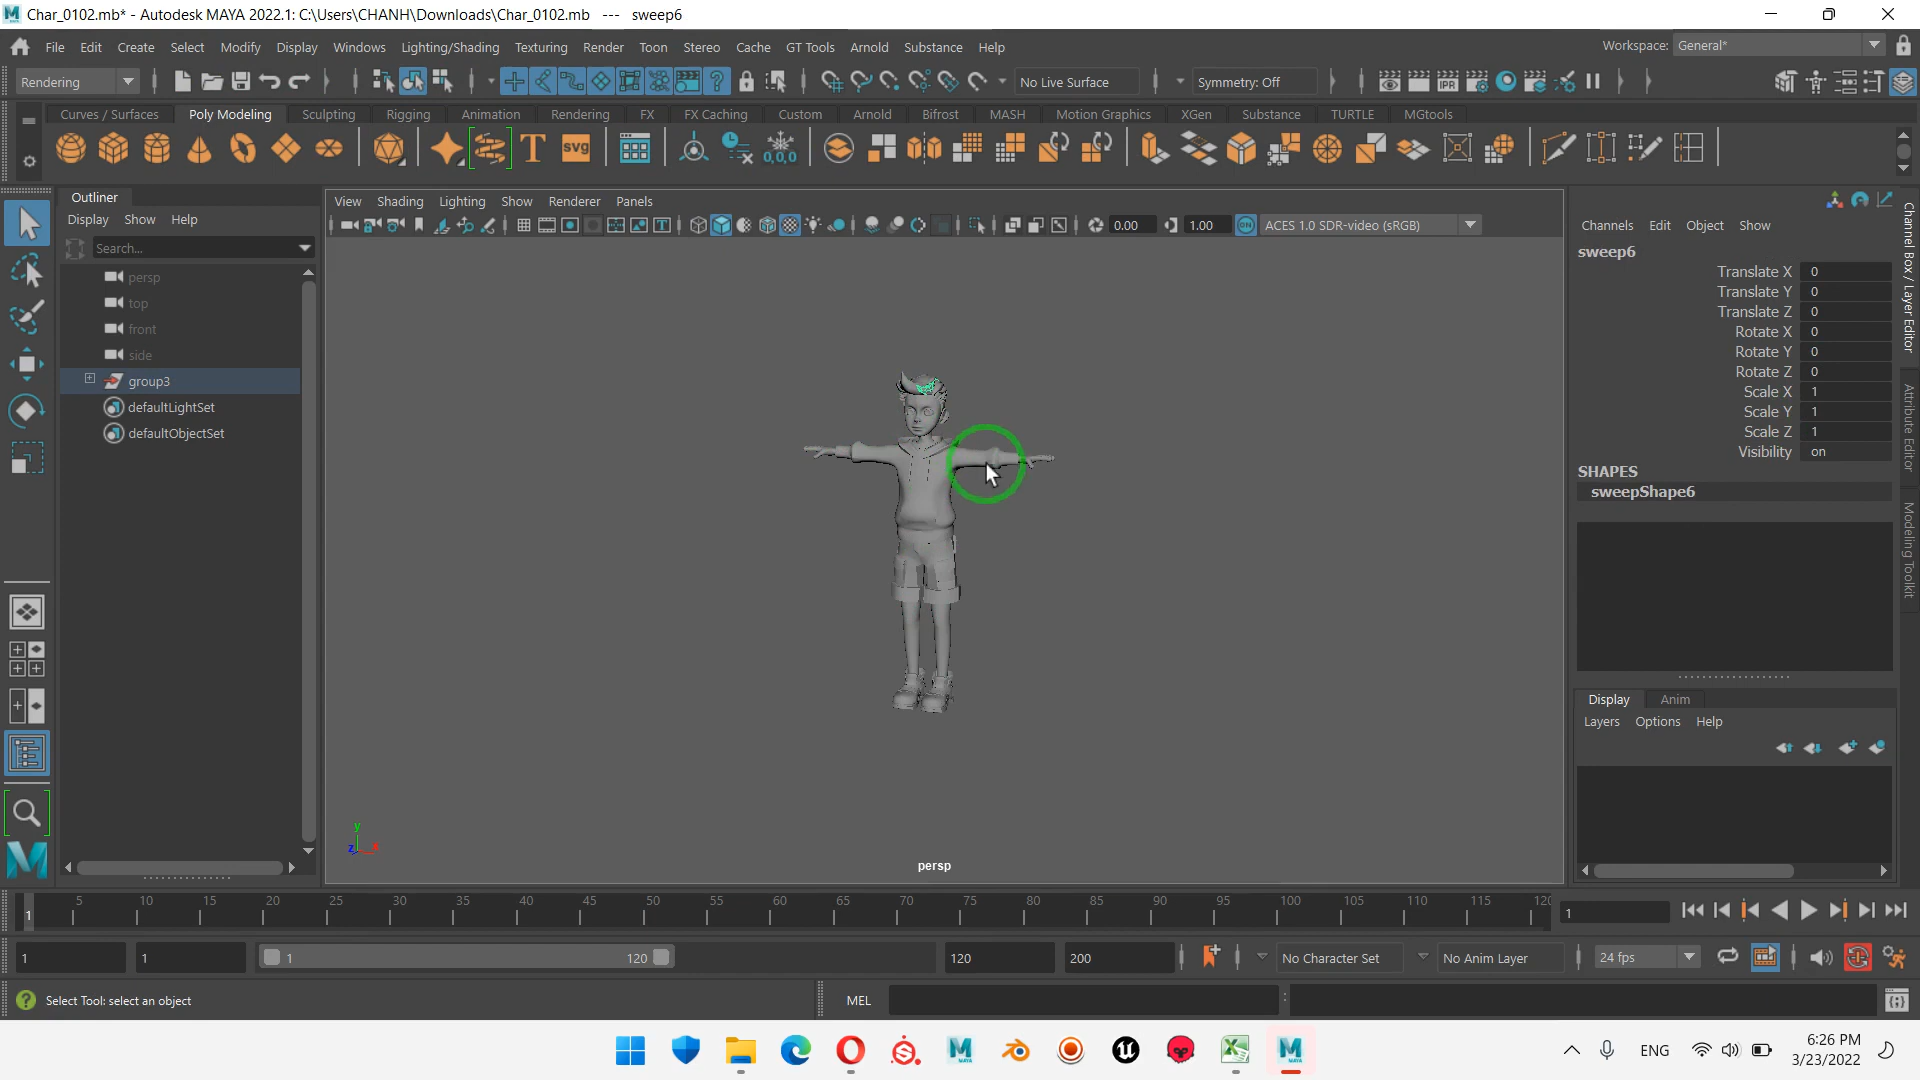 Char_0102.mb* - Autodesk MAYA 2022.1: C:\Users\CHANH\Downloads\Char_0102.mb   ---   sweep6
File Edit Create Select Modify Display Windows Lighting/Shading Texturing Render Toon Stereo Cache GT Tools Arnold Substance Help
Workspace: General*
Rendering
No Live Surface
Symmetry: Off
IPR
Curves / Surfaces Poly Modeling Sculpting Rigging Animation Rendering FX FX Caching Custom Arnold Bifrost MASH Motion Graphics XGen Substance TURTLE MGtools
T
svg
0,0,0
Outliner
Display Show Help
Search...
persp
top
front
side
group3
defaultLightSet
defaultObjectSet
View Shading Lighting Show Renderer Panels
0.00
1.00
ON
ACES 1.0 SDR-video (sRGB)
y
z
x
persp
Channels Edit Object Show
sweep6
Translate X 0
Translate Y 0
Translate Z 0
Rotate X 0
Rotate Y 0
Rotate Z 0
Scale X 1
Scale Y 1
Scale Z 1
Visibility on
SHAPES
sweepShape6
Channel Box / Layer Editor
Attribute Editor
Modeling Toolkit
Display Anim
Layers Options Help
1 5 10 15 20 25 30 35 40 45 50 55 60 65 70 75 80 85 90 95 100 105 110 115 120
1
1 1 1 120 120 200
No Character Set
No Anim Layer
24 fps
Select Tool: select an object
MEL
ENG
6:26 PM
3/23/2022